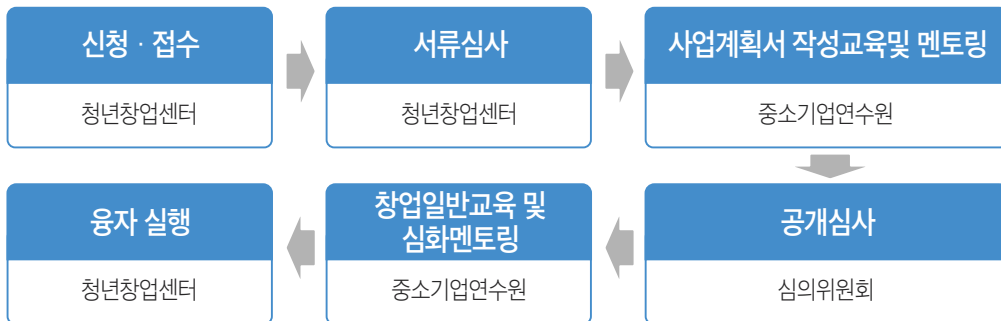 신청 · 접수
청년창업센터
서류심사
청년창업센터
사업계획서 작성교육및 멘토링
중소기업연수원
공개심사
심의위원회
창업일반교육 및
심화멘토링
중소기업연수원
융자 실행
청년창업센터